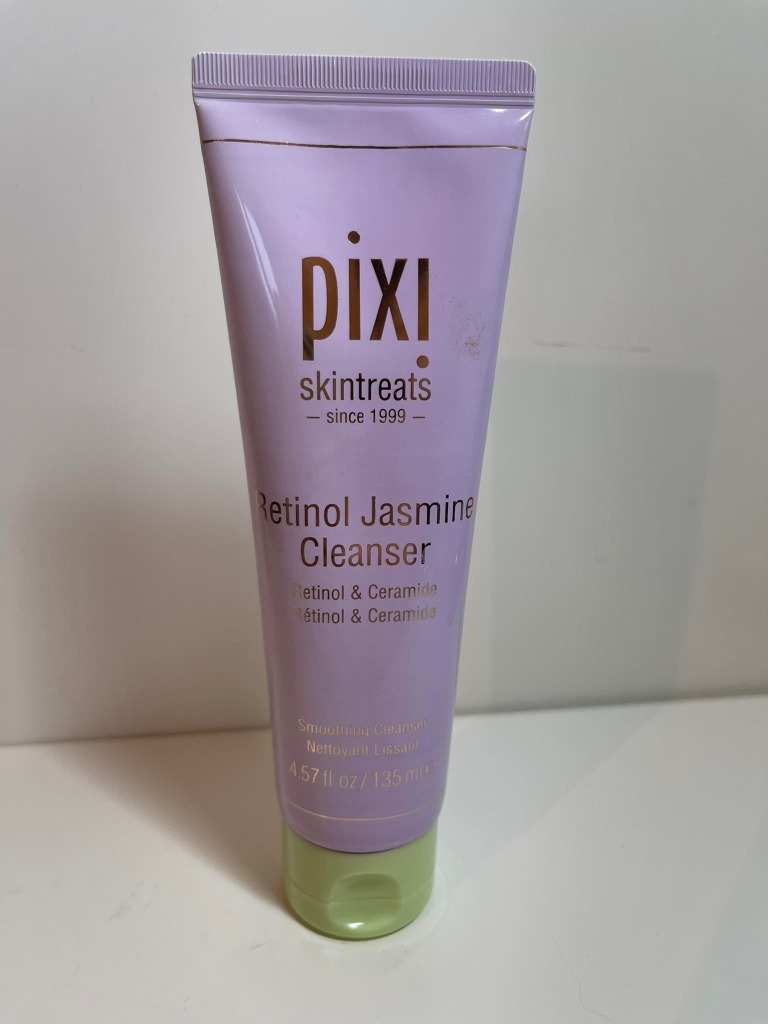 pixi
skintreats
— since 1999 —
Retinol Jasmine
Cleanser
Retinol & Ceramide
Rétinol & Ceramide
Smoothing Cleanser
Nettoyant Lissant
4.57 fl.oz / 135 ml e